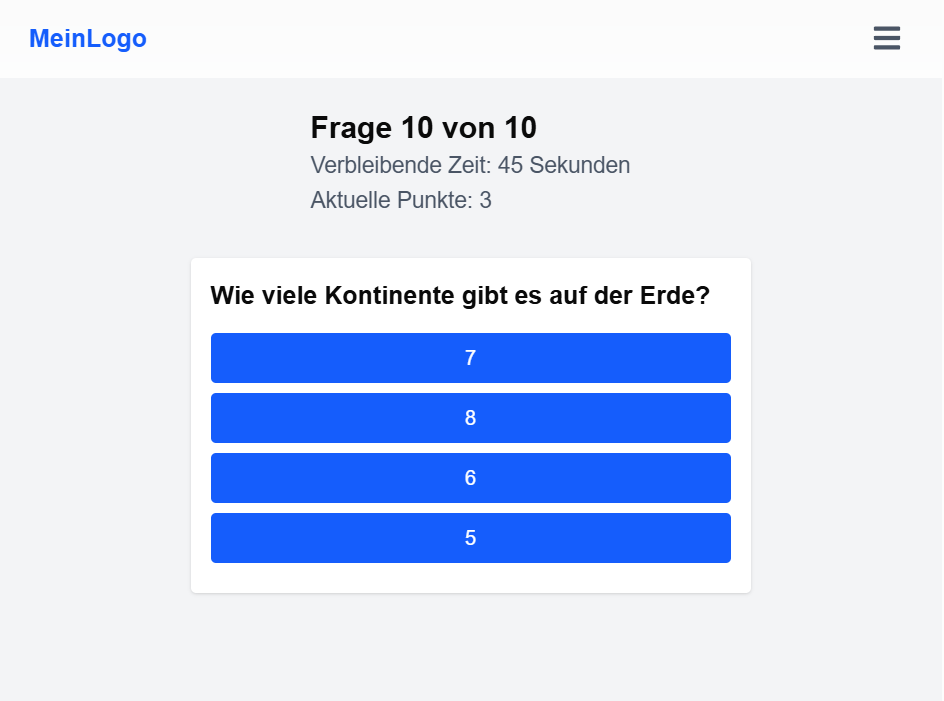 MeinLogo
Frage 10 von 10
Verbleibende Zeit: 45 Sekunden
Aktuelle Punkte: 3
Wie viele Kontinente gibt es auf der Erde?
7
8
6
5